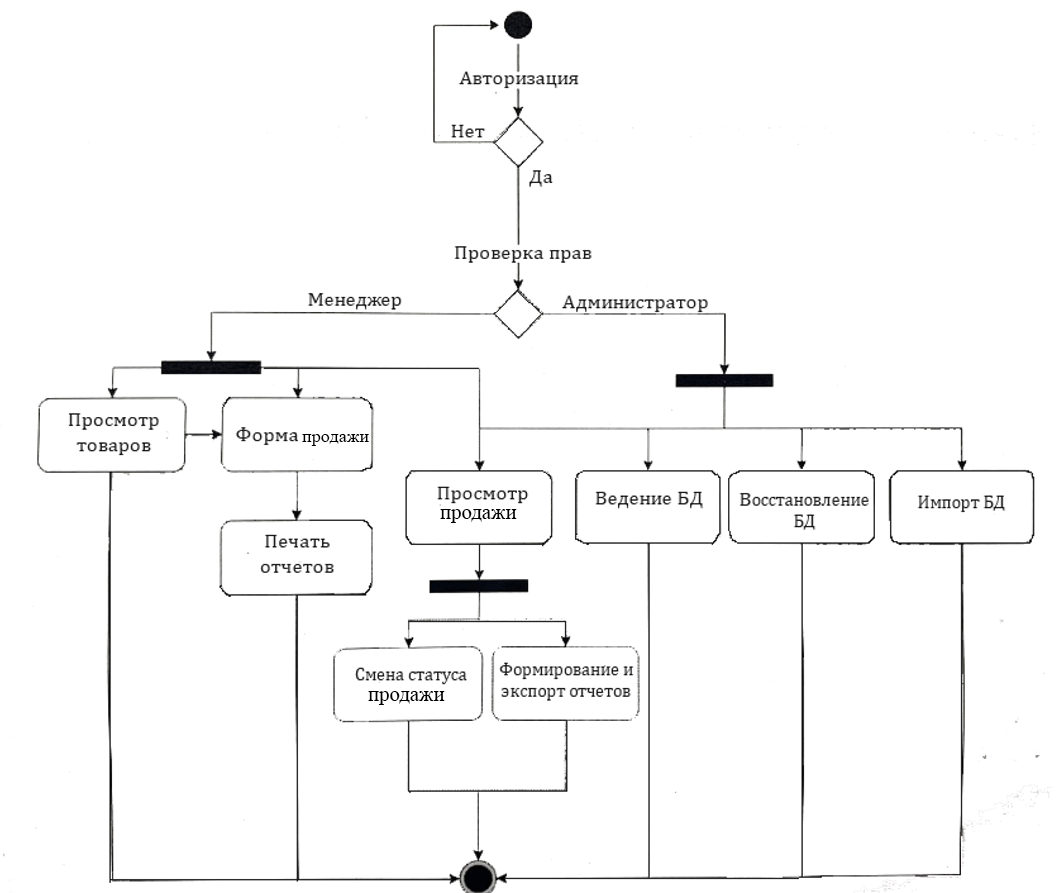 Авторизация
Нет
Да
Проверка прав
Менеджер
Администратор
Просмотр
товаров
Форма продажи
Просмотр
продажи
Ведение БД
Восстановление
БД
Импорт БД
Печать
отчетов
Смена статуса
продажи
Формирование и
экспорт отчетов